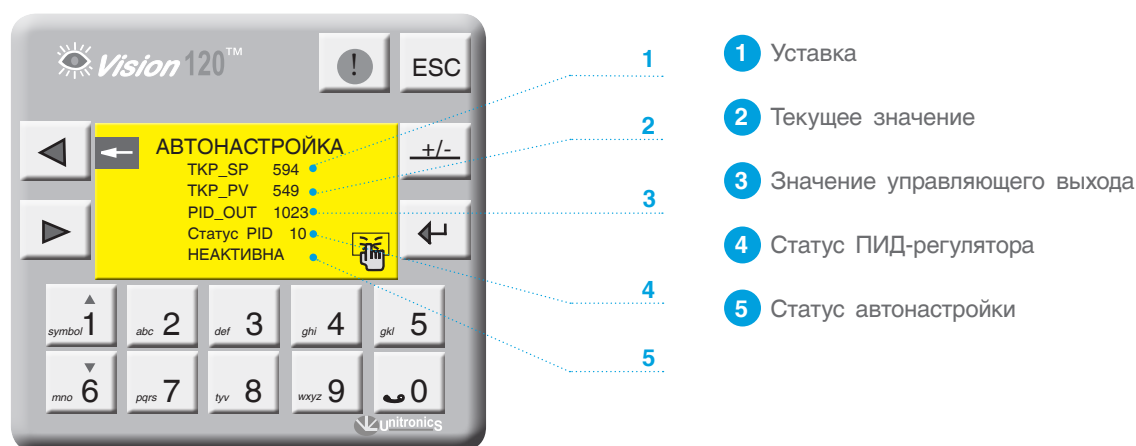 Vision 120™
!
ESC
АВТОНАСТРОЙКА
TKP_SP 594
TKP_PV 549
PID_OUT 1023
Статус PID 10
НЕАКТИВНА
+/-
symbol 1
abc 2
def 3
ghi 4
gkl 5
mno 6
pqrs 7
tyv 8
wxyz 9
0
unitronics
1
2
3
4
5
1 Уставка
2 Текущее значение
3 Значение управляющего выхода
4 Статус ПИД-регулятора
5 Статус автонастройки